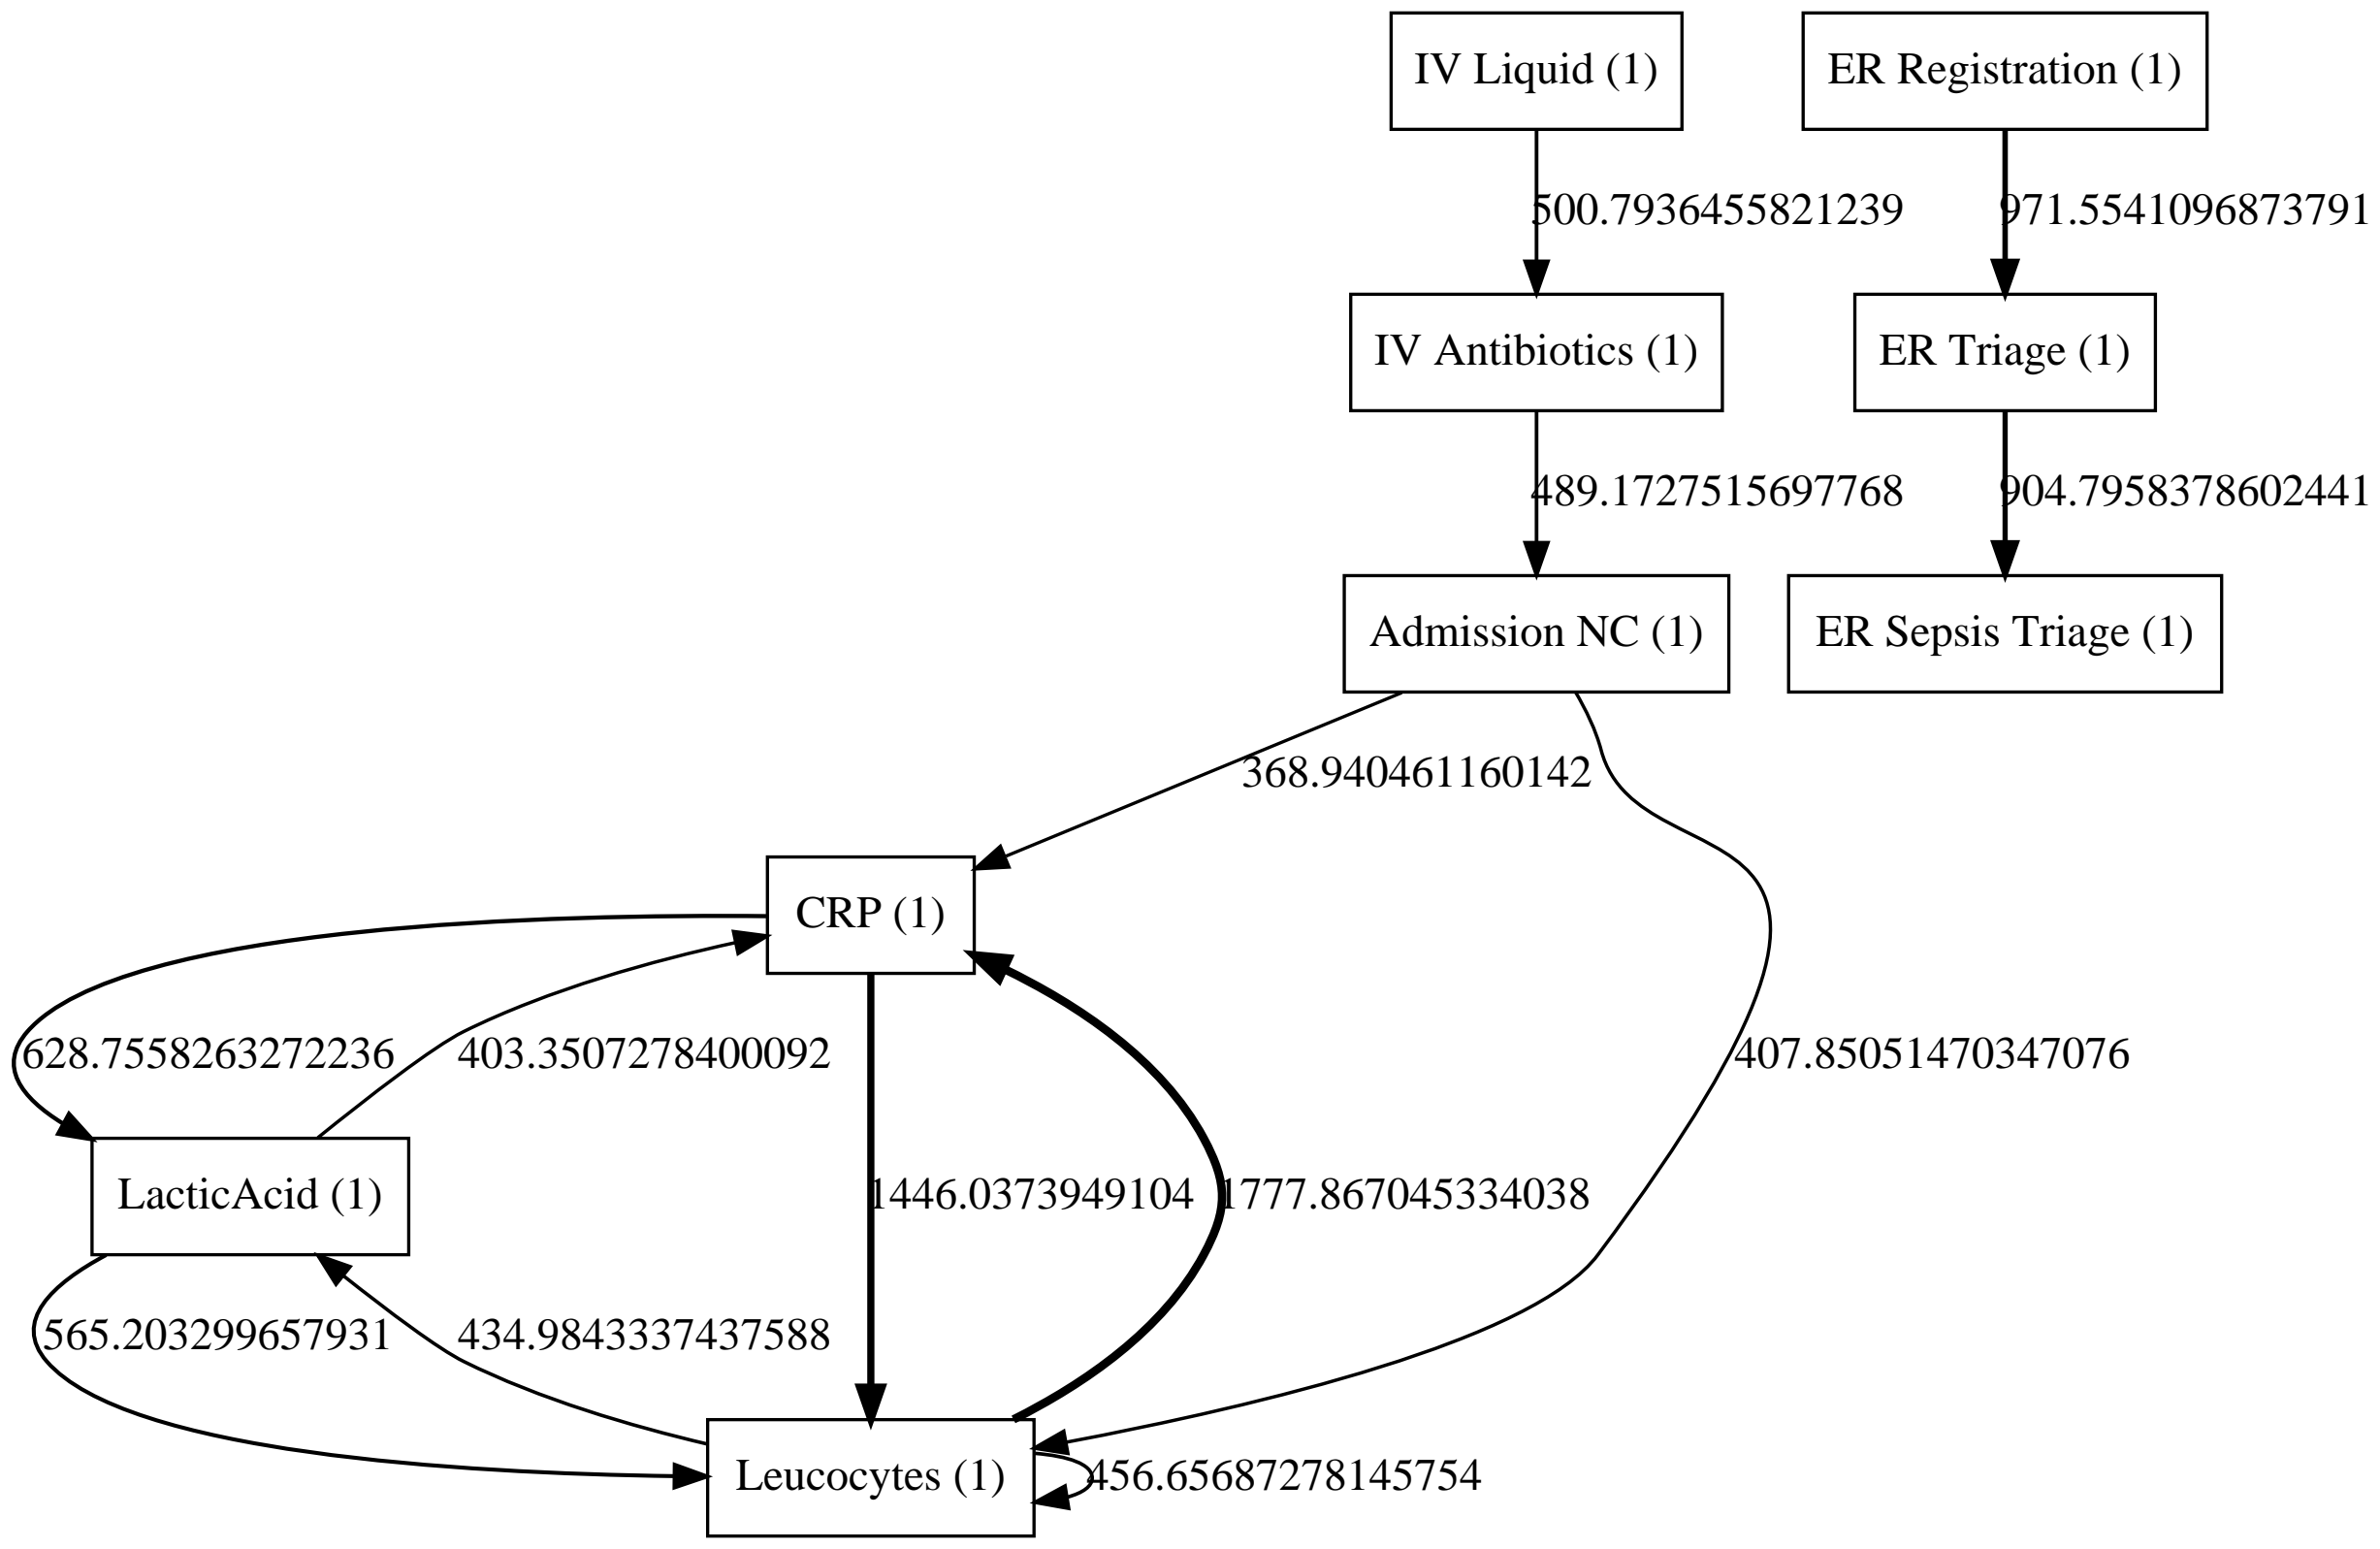 IV Liquid (1)
ER Registration (1)
500.7936455821239
971.5541096873791
IV Antibiotics (1)
ER Triage (1)
489.1727515697768
904.7958378602441
Admission NC (1)
ER Sepsis Triage (1)
368.940461160142
CRP (1)
628.7558263272236
403.3507278400092
407.85051470347076
LacticAcid (1)
1446.0373949104
1777.867045334038
565.203299657931
434.9843337437588
Leucocytes (1)
456.65687278145754